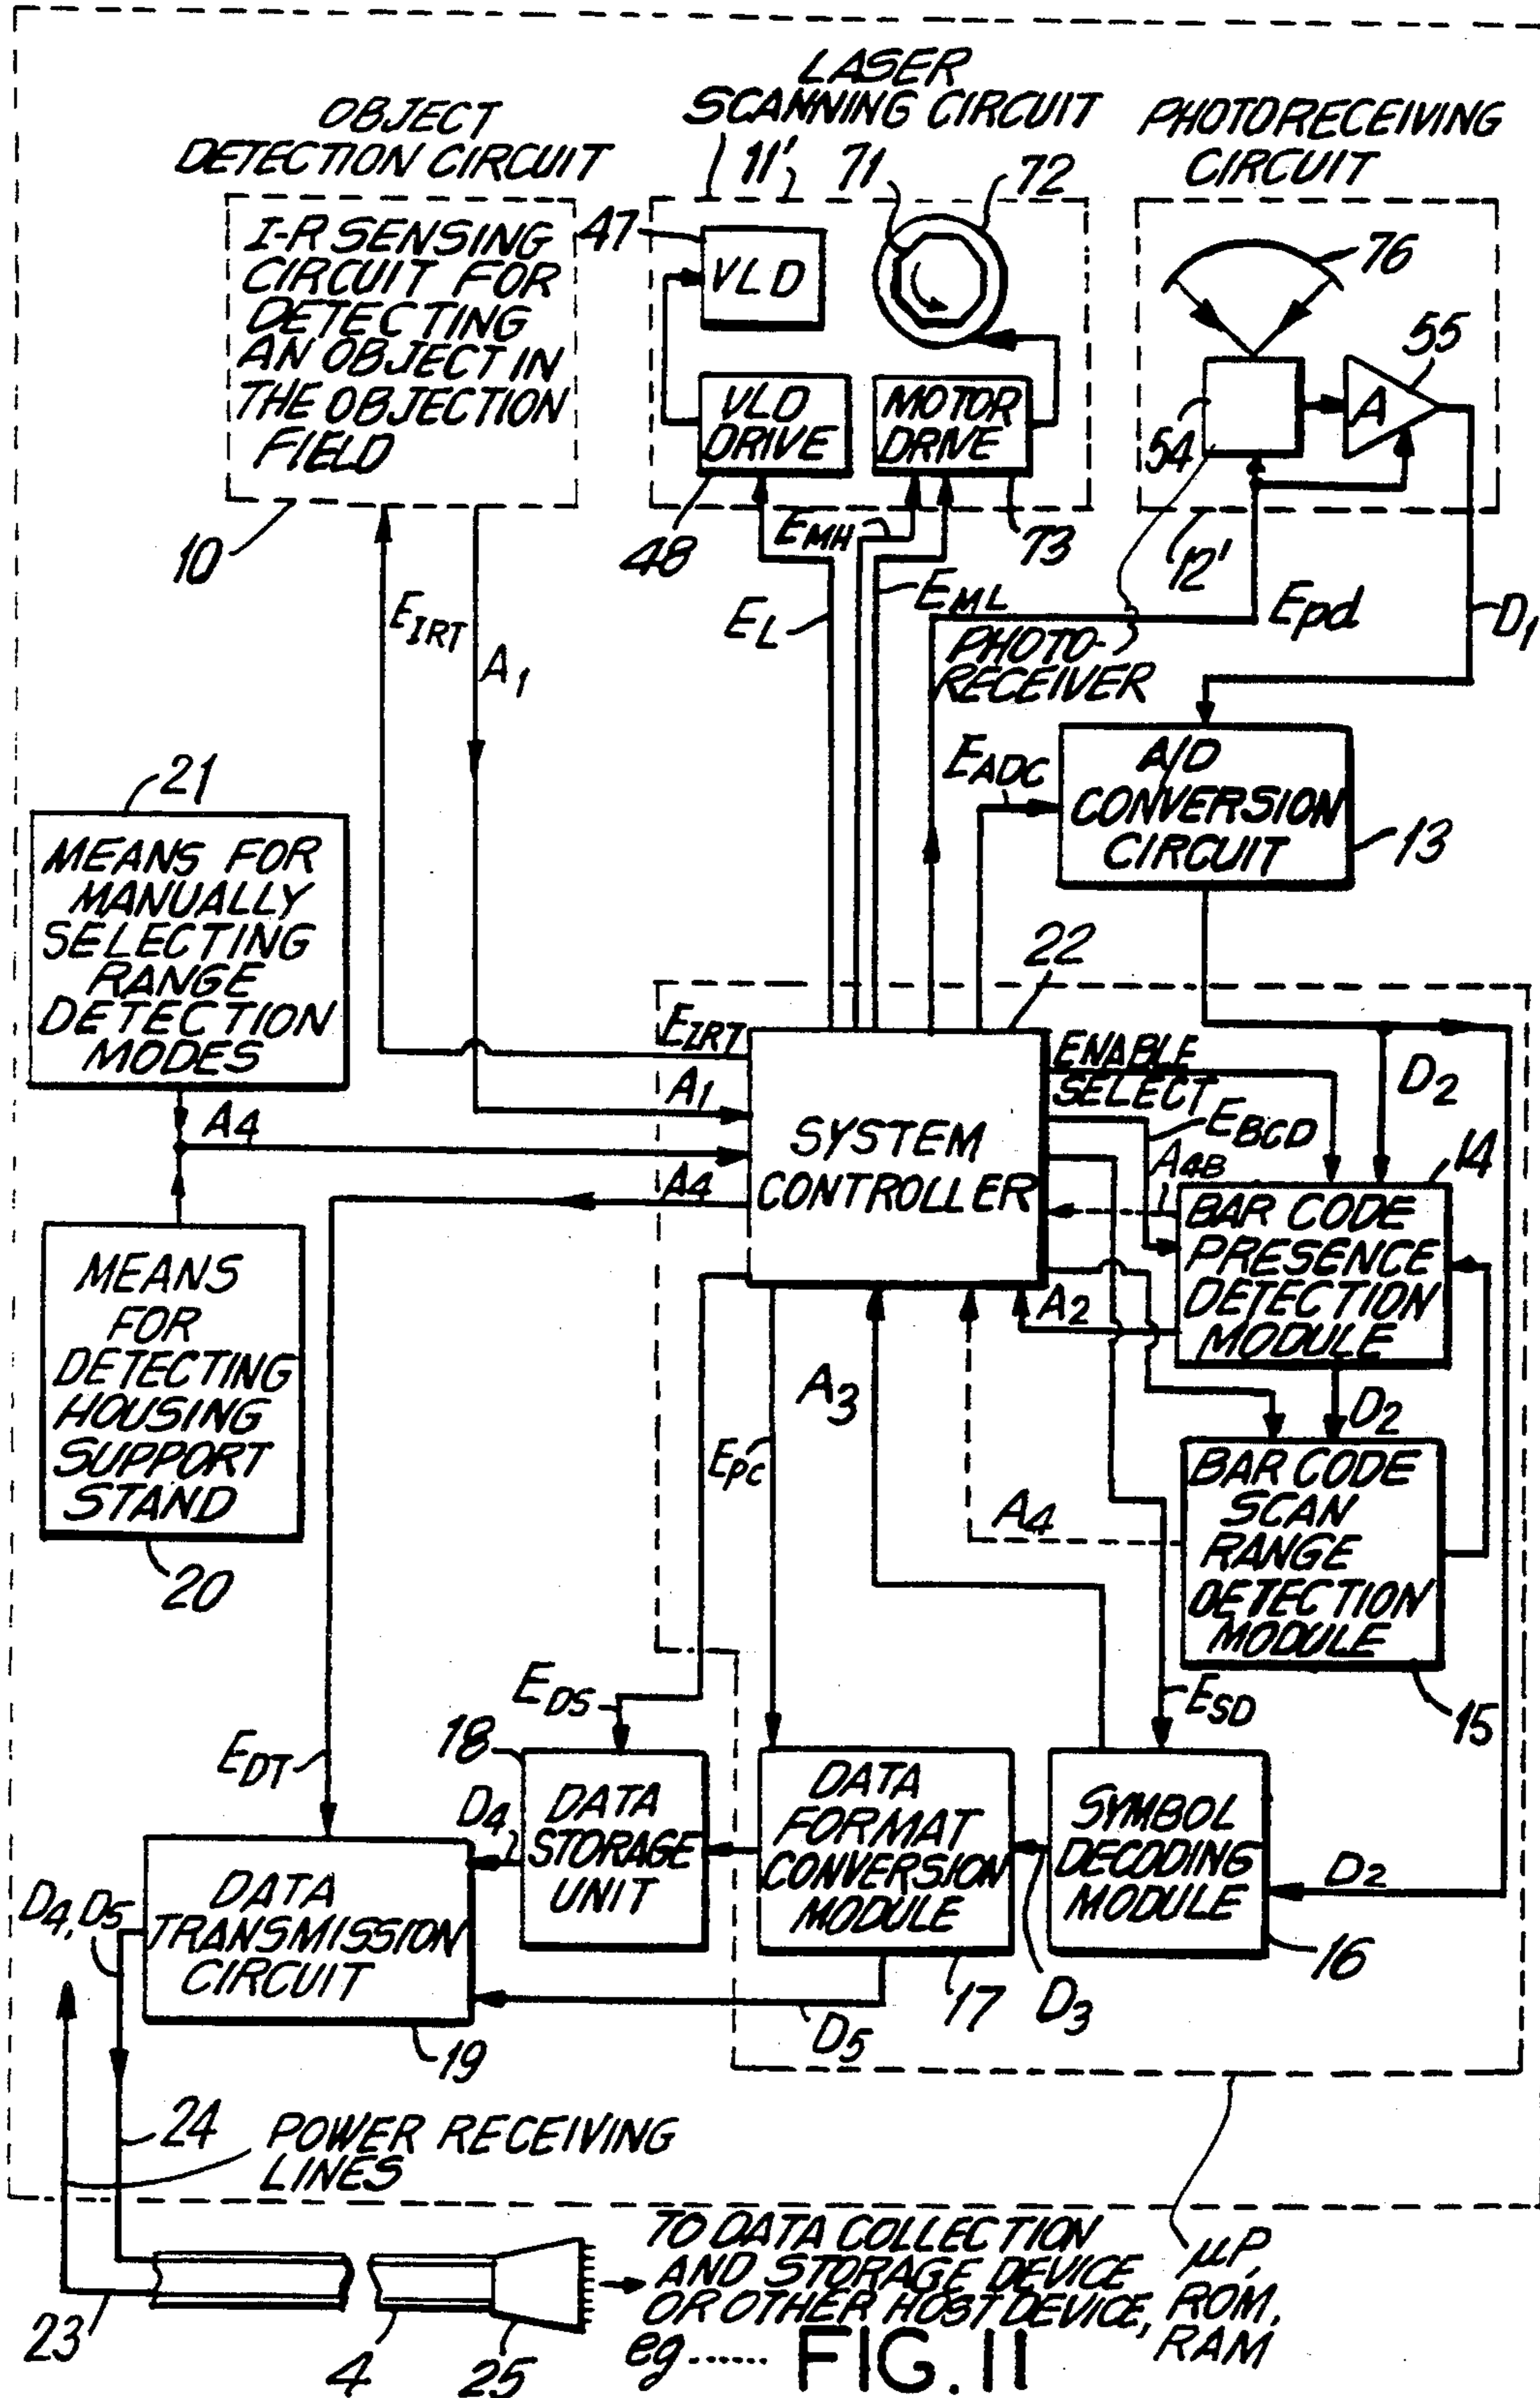 OBJECT
DETECTION CIRCUIT
LASER
SCANNING CIRCUIT
PHOTORECEIVING
CIRCUIT
11'
71
72
I-R SENSING
CIRCUIT FOR
DETECTING
AN OBJECT IN
THE OBJECTION
FIELD
10
47
VLD
VLD
DRIVE
MOTOR
DRIVE
48
73
76
54
A
55
12'
EIRT
A1
EL
EMH
EML
Epd
D1
PHOTO-
RECEIVER
EADC
A/D
CONVERSION
CIRCUIT
13
21
MEANS FOR
MANUALLY
SELECTING
RANGE
DETECTION
MODES
22
EIRT
A1
A4
A4
SYSTEM
CONTROLLER
ENABLE
SELECT
EBCD
A4B
D2
14
BAR CODE
PRESENCE
DETECTION
MODULE
A2
MEANS
FOR
DETECTING
HOUSING
SUPPORT
STAND
20
A3
Epc
A4
D2
BAR CODE
SCAN
RANGE
DETECTION
MODULE
15
EDS
ESD
EDT
18
D4
DATA
STORAGE
UNIT
DATA
FORMAT
CONVERSION
MODULE
SYMBOL
DECODING
MODULE
D2
16
D4, D5
DATA
TRANSMISSION
CIRCUIT
17
D3
D5
19
24
POWER RECEIVING
LINES
TO DATA COLLECTION
AND STORAGE DEVICE
OR OTHER HOST DEVICE,
eg......
µP,
ROM,
RAM
23
4
25
FIG. 11